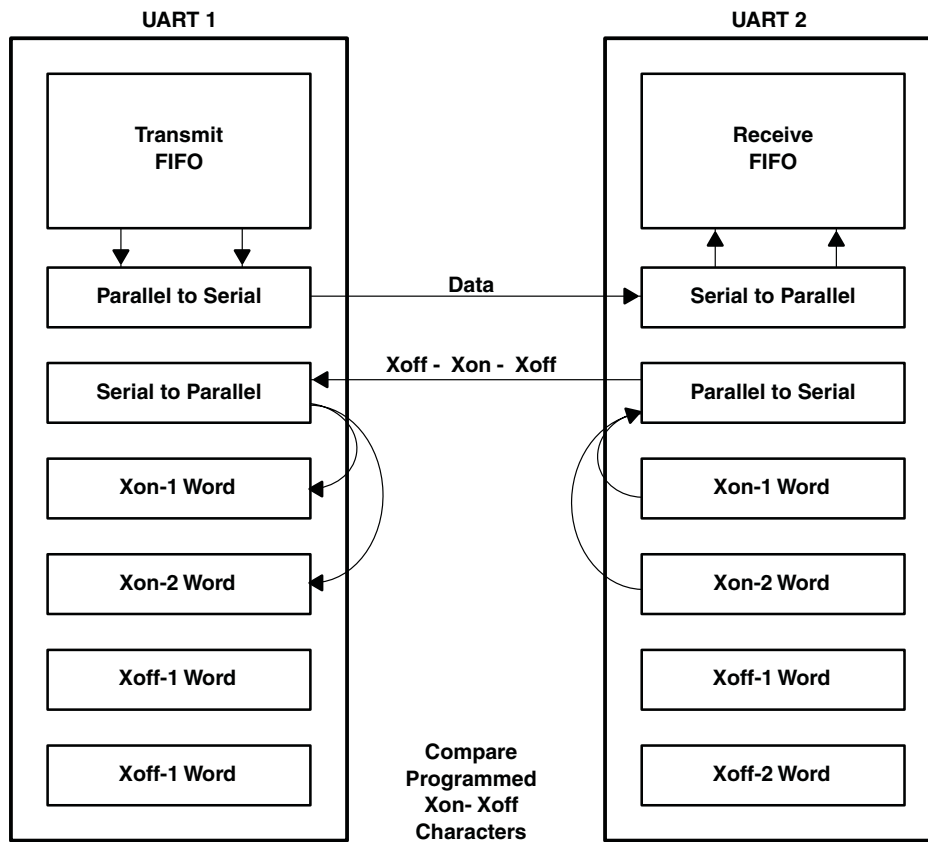 UART 1
UART 2
Transmit
FIFO
Receive
FIFO
Parallel to Serial
Data
Serial to Parallel
Xoff - Xon - Xoff
Serial to Parallel
Parallel to Serial
Xon-1 Word
Xon-1 Word
Xon-2 Word
Xon-2 Word
Xoff-1 Word
Xoff-1 Word
Xoff-1 Word
Compare
Programmed
Xon- Xoff
Characters
Xoff-2 Word